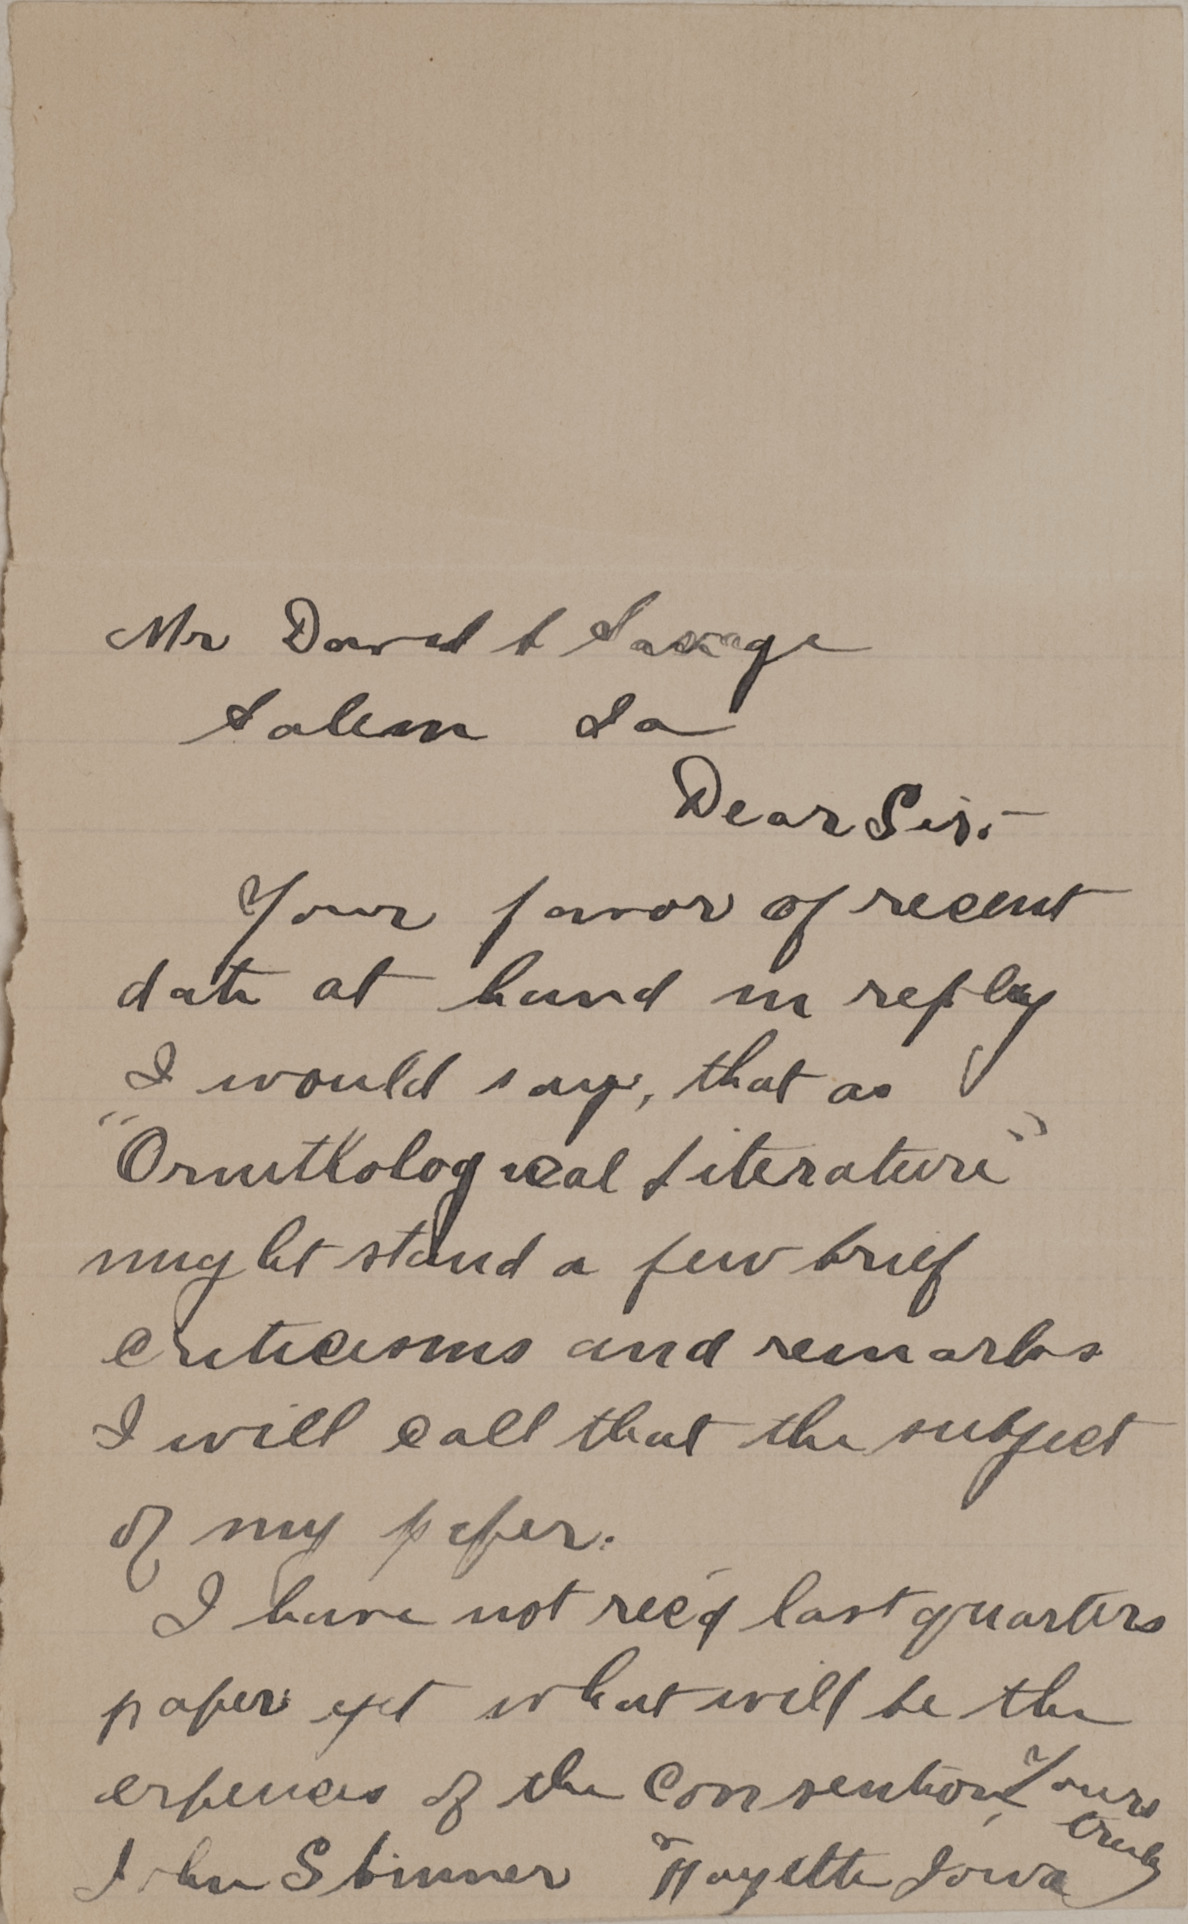 Mr David L Savage
Salem Ia
Dear Sir:-
Your favor of recent
date at hand in reply
I would say, that as
"Ornithological Literature"
might stand a few brief
criticisms and remarks
I will call that the subject
of my paper.
I have not rec'd last quarters
paper yet what will be the
expences of the Convention, Yours
truly
John Skinner Fayette Iowa